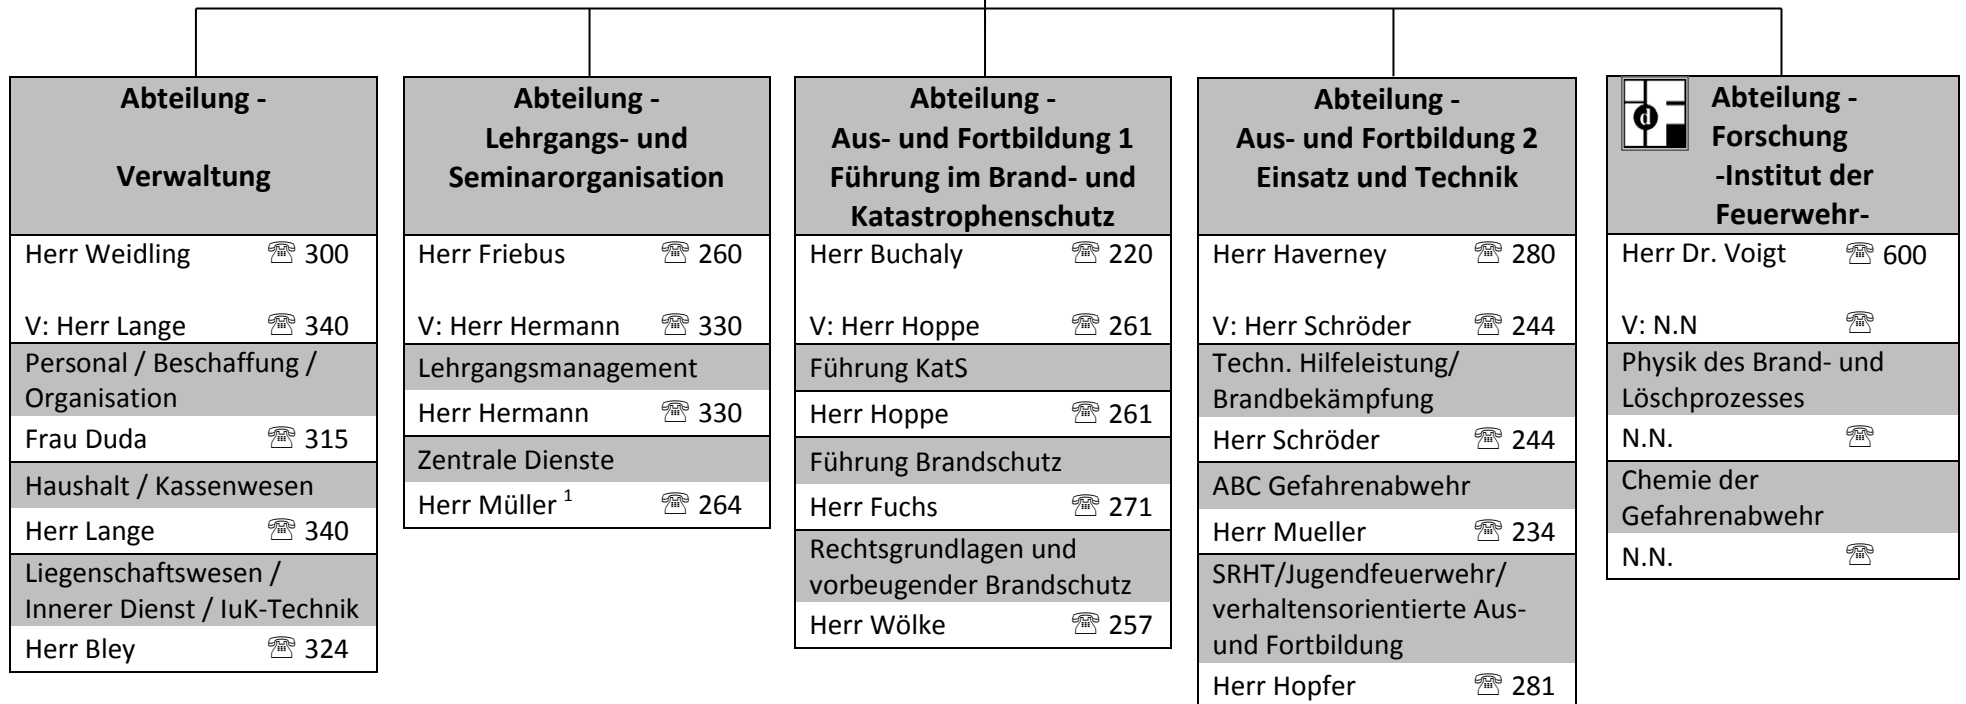 Abteilung -
Verwaltung
Herr Weidling ☏ 300
V: Herr Lange ☏ 340
Personal / Beschaffung /
Organisation
Frau Duda ☏ 315
Haushalt / Kassenwesen
Herr Lange ☏ 340
Liegenschaftswesen /
Innerer Dienst / IuK-Technik
Herr Bley ☏ 324
Abteilung -
Lehrgangs- und
Seminarorganisation
Herr Friebus ☏ 260
V: Herr Hermann ☏ 330
Lehrgangsmanagement
Herr Hermann ☏ 330
Zentrale Dienste
Herr Müller ¹ ☏ 264
Abteilung -
Aus- und Fortbildung 1
Führung im Brand- und
Katastrophenschutz
Herr Buchaly ☏ 220
V: Herr Hoppe ☏ 261
Führung KatS
Herr Hoppe ☏ 261
Führung Brandschutz
Herr Fuchs ☏ 271
Rechtsgrundlagen und
vorbeugender Brandschutz
Herr Wölke ☏ 257
Abteilung -
Aus- und Fortbildung 2
Einsatz und Technik
Herr Haverney ☏ 280
V: Herr Schröder ☏ 244
Techn. Hilfeleistung/
Brandbekämpfung
Herr Schröder ☏ 244
ABC Gefahrenabwehr
Herr Mueller ☏ 234
SRHT/Jugendfeuerwehr/
verhaltensorientierte Aus-
und Fortbildung
Herr Hopfer ☏ 281
d
Abteilung -
Forschung
-Institut der
Feuerwehr-
Herr Dr. Voigt ☏ 600
V: N.N ☏
Physik des Brand- und
Löschprozesses
N.N. ☏
Chemie der
Gefahrenabwehr
N.N. ☏